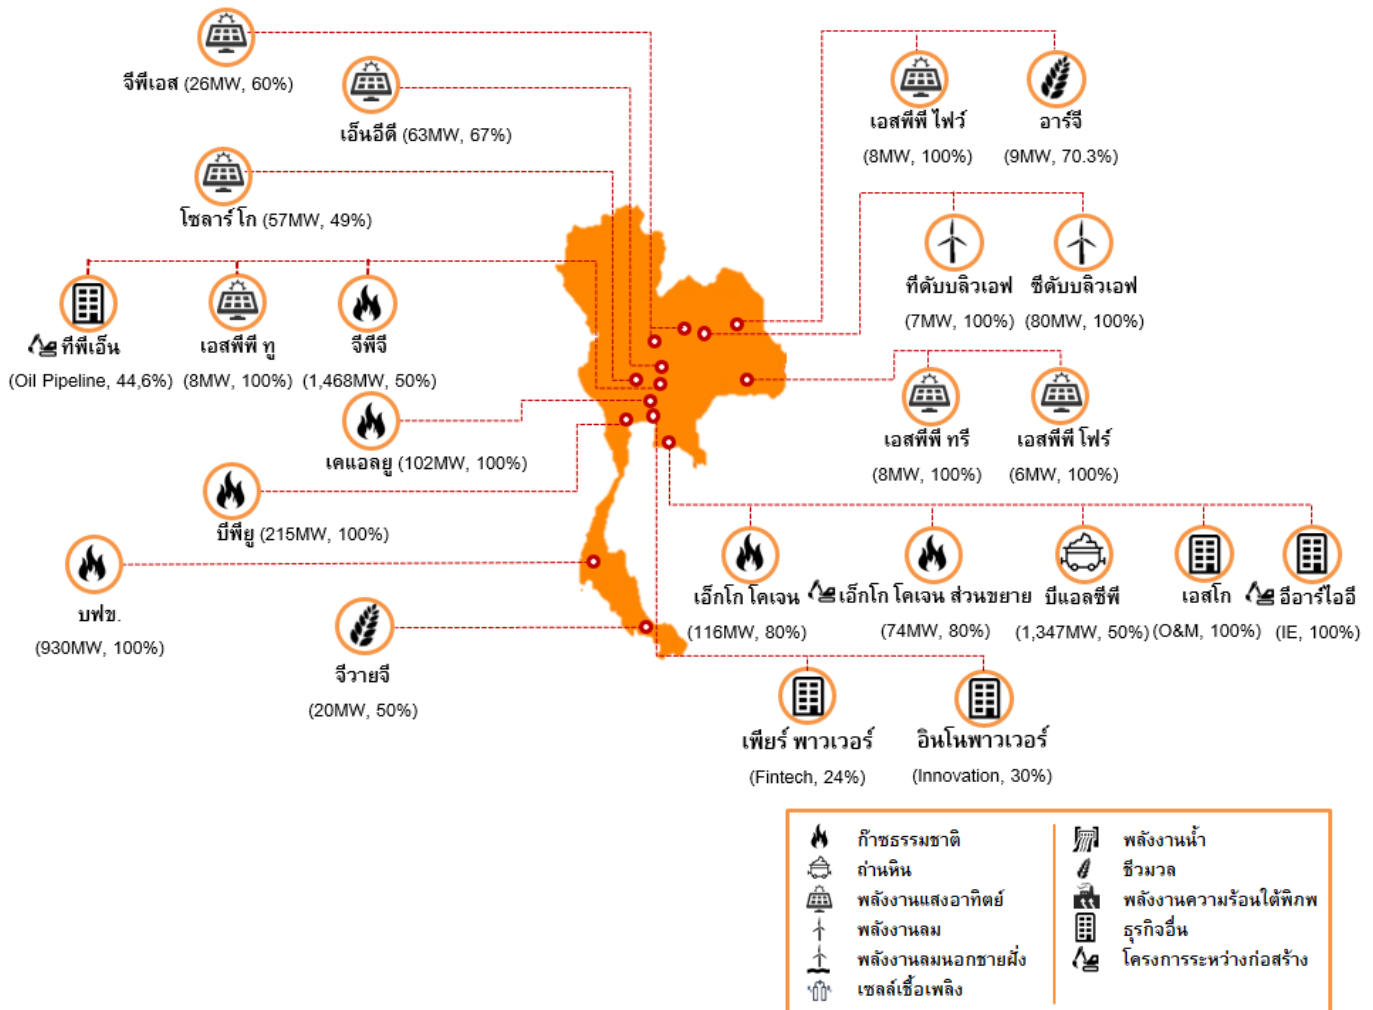 จีพีเอส (26MW, 60%)
เอ็นอีดี (63MW, 67%)
เอสพีพี ไฟว์
(8MW, 100%)
อาร์จี
(9MW, 70.3%)
โซลาร์ โก (57MW, 49%)
ทีดับบลิวเอฟ
(7MW, 100%)
ซีดับบลิวเอฟ
(80MW, 100%)
ทีพีเอ็น
(Oil Pipeline, 44,6%)
เอสพีพี ทู
(8MW, 100%)
จีพีจี
(1,468MW, 50%)
เอสพีพี ทรี
(8MW, 100%)
เอสพีพี โฟร์
(6MW, 100%)
เคแอลยู (102MW, 100%)
บีพียู (215MW, 100%)
บฟข.
(930MW, 100%)
จีวายจี
(20MW, 50%)
เอ็กโก โคเจน
(116MW, 80%)
เอ็กโก โคเจน ส่วนขยาย
(74MW, 80%)
บีแอลซีพี
(1,347MW, 50%)
เอสโก
(O&M, 100%)
อีอาร์ไออี
(IE, 100%)
เพียร์ พาวเวอร์
(Fintech, 24%)
อินโนพาวเวอร์
(Innovation, 30%)
ก๊าซธรรมชาติ
ถ่านหิน
พลังงานแสงอาทิตย์
พลังงานลม
พลังงานลมนอกชายฝั่ง
เซลล์เชื้อเพลิง
พลังงานน้ำ
ชีวมวล
พลังงานความร้อนใต้พิภพ
ธุรกิจอื่น
โครงการระหว่างก่อสร้าง